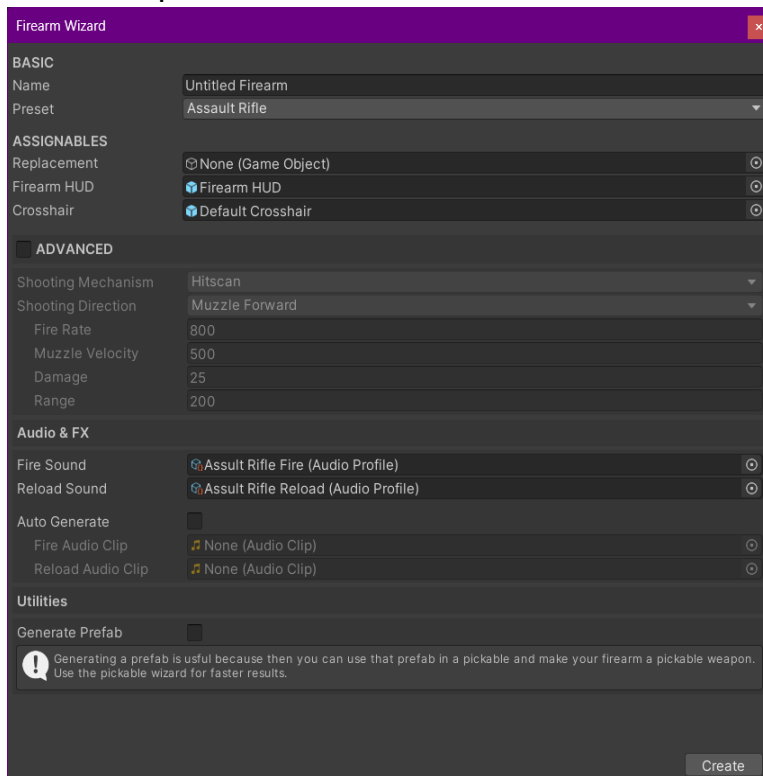 Firearm Wizard
BASIC
Name Untitled Firearm
Preset Assault Rifle
ASSIGNABLES
Replacement None (Game Object)
Firearm HUD Firearm HUD
Crosshair Default Crosshair
ADVANCED
Shooting Mechanism Hitscan
Shooting Direction Muzzle Forward
Fire Rate 800
Muzzle Velocity 500
Damage 25
Range 200
Audio & FX
Fire Sound Assult Rifle Fire (Audio Profile)
Reload Sound Assult Rifle Reload (Audio Profile)
Auto Generate
Fire Audio Clip None (Audio Clip)
Reload Audio Clip None (Audio Clip)
Utilities
Generate Prefab
Generating a prefab is usful because then you can use that prefab in a pickable and make your firearm a pickable weapon.
Use the pickable wizard for faster results.
Create